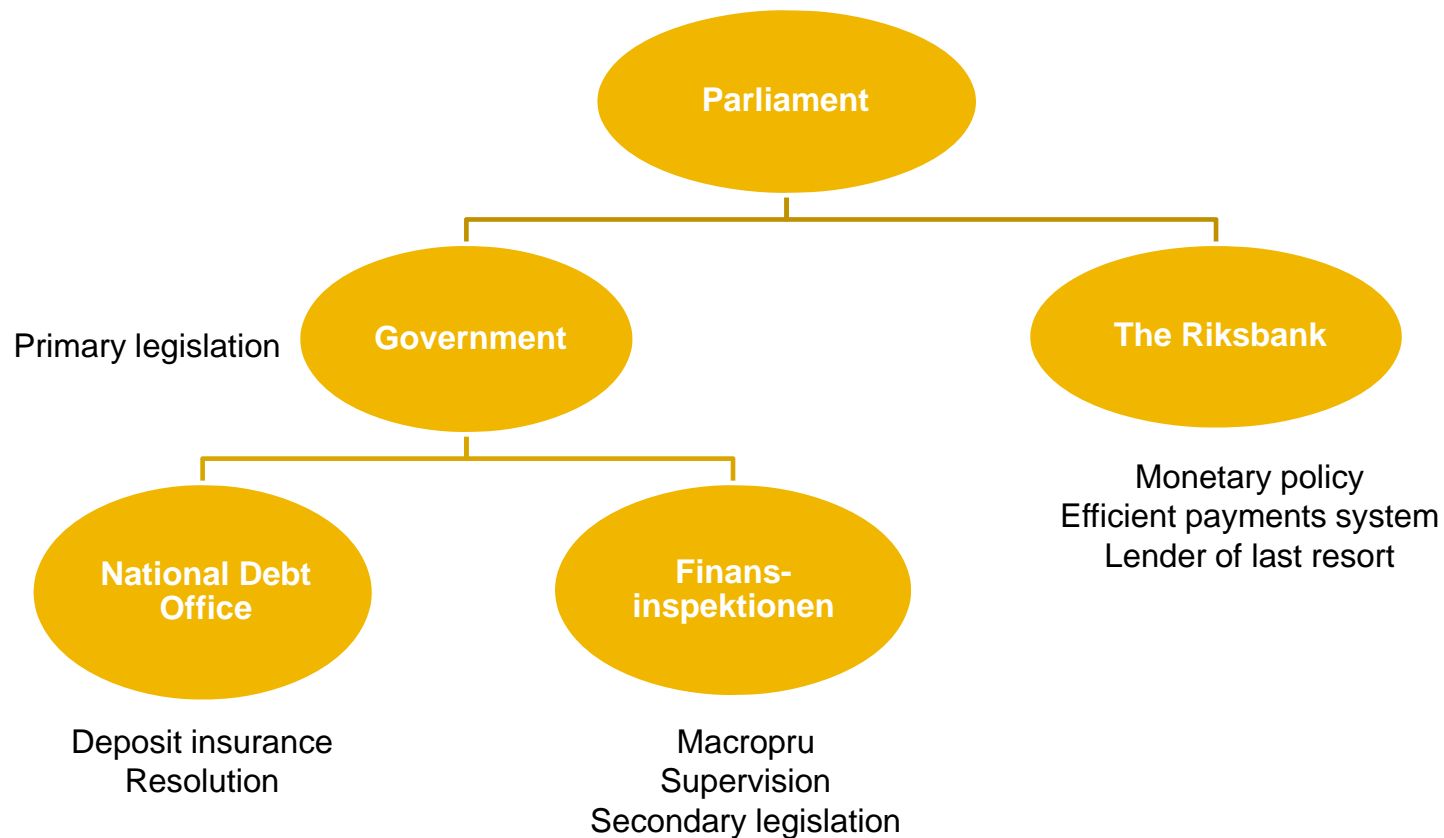 Parliament
Primary legislation
Government
The Riksbank
Monetary policy
Efficient payments system
Lender of last resort
National Debt
Office
Finans-
inspektionen
Deposit insurance
Resolution
Macropru
Supervision
Secondary legislation